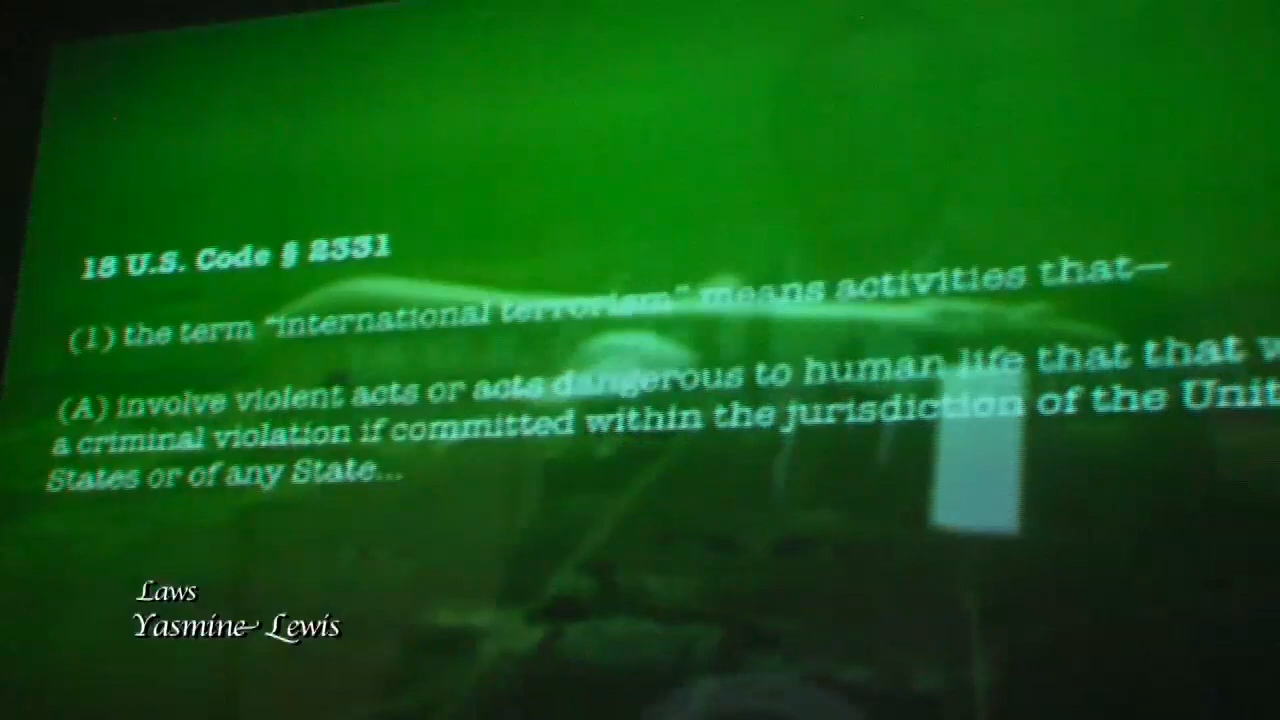 18 U.S. Code § 2331
(1) the term “international terrorism” means activities that—
(A) involve violent acts or acts dangerous to human life that that
a criminal violation if committed within the jurisdiction of the Unit
States or of any State...
Laws
Yasmine Lewis